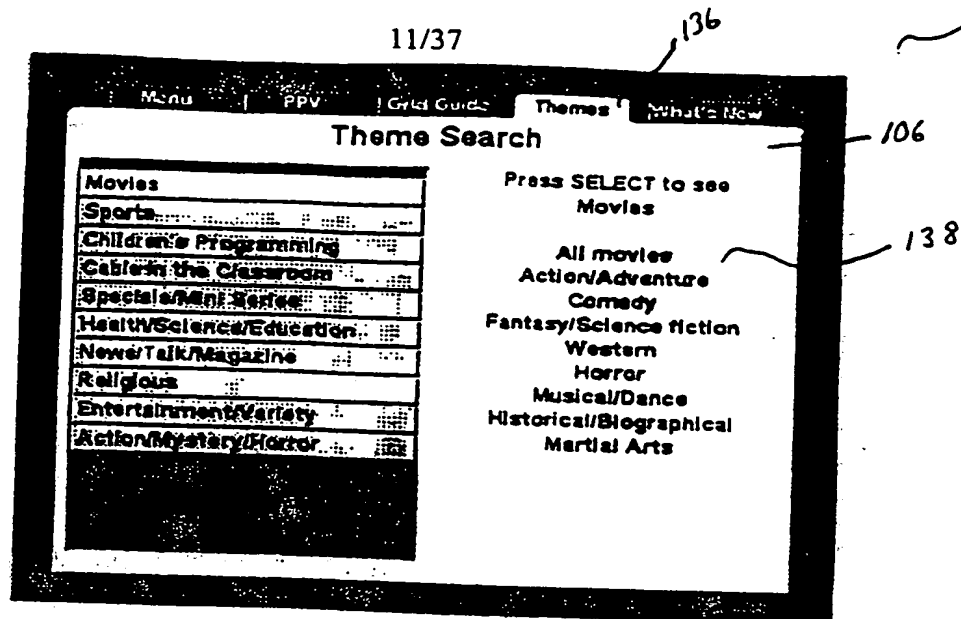 11/37
136
Menu | PPV | Grid Guide Themes What's New
Theme Search
106
Movies
Sports
Children's Programming
Cable in the Classroom
Specials/Mini Series
Health/Science/Education
News/Talk/Magazine
Religious
Entertainment/Variety
Action/Mystery/Horror
Press SELECT to see
Movies
138
All movies
Action/Adventure
Comedy
Fantasy/Science fiction
Western
Horror
Musical/Dance
Historical/Biographical
Martial Arts